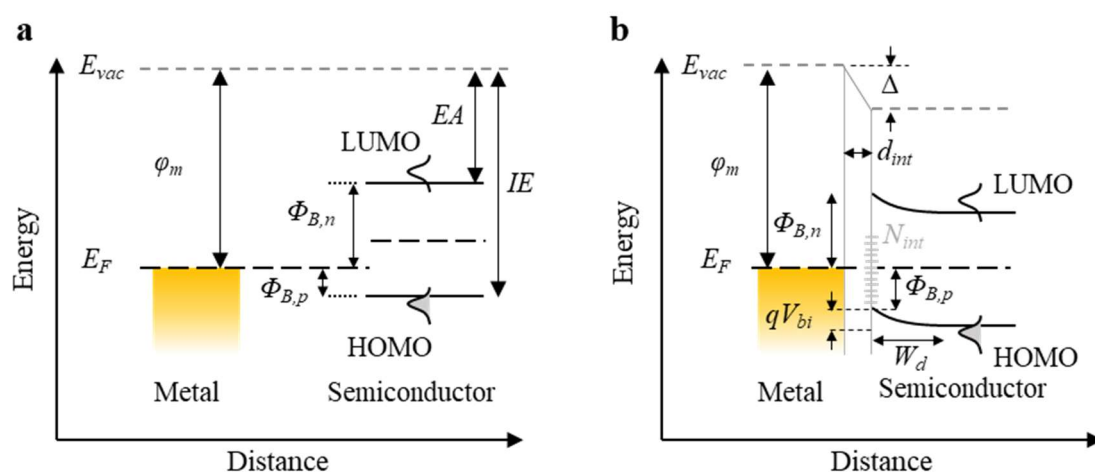 a
E_vac
φ_m
EA
LUMO
IE
Φ_B,n
E_F
Φ_B,p
HOMO
Metal
Semiconductor
Energy
Distance
b
E_vac
Δ
d_int
φ_m
LUMO
Φ_B,n
N_int
E_F
Φ_B,p
qV_bi
W_d
HOMO
Metal
Semiconductor
Energy
Distance